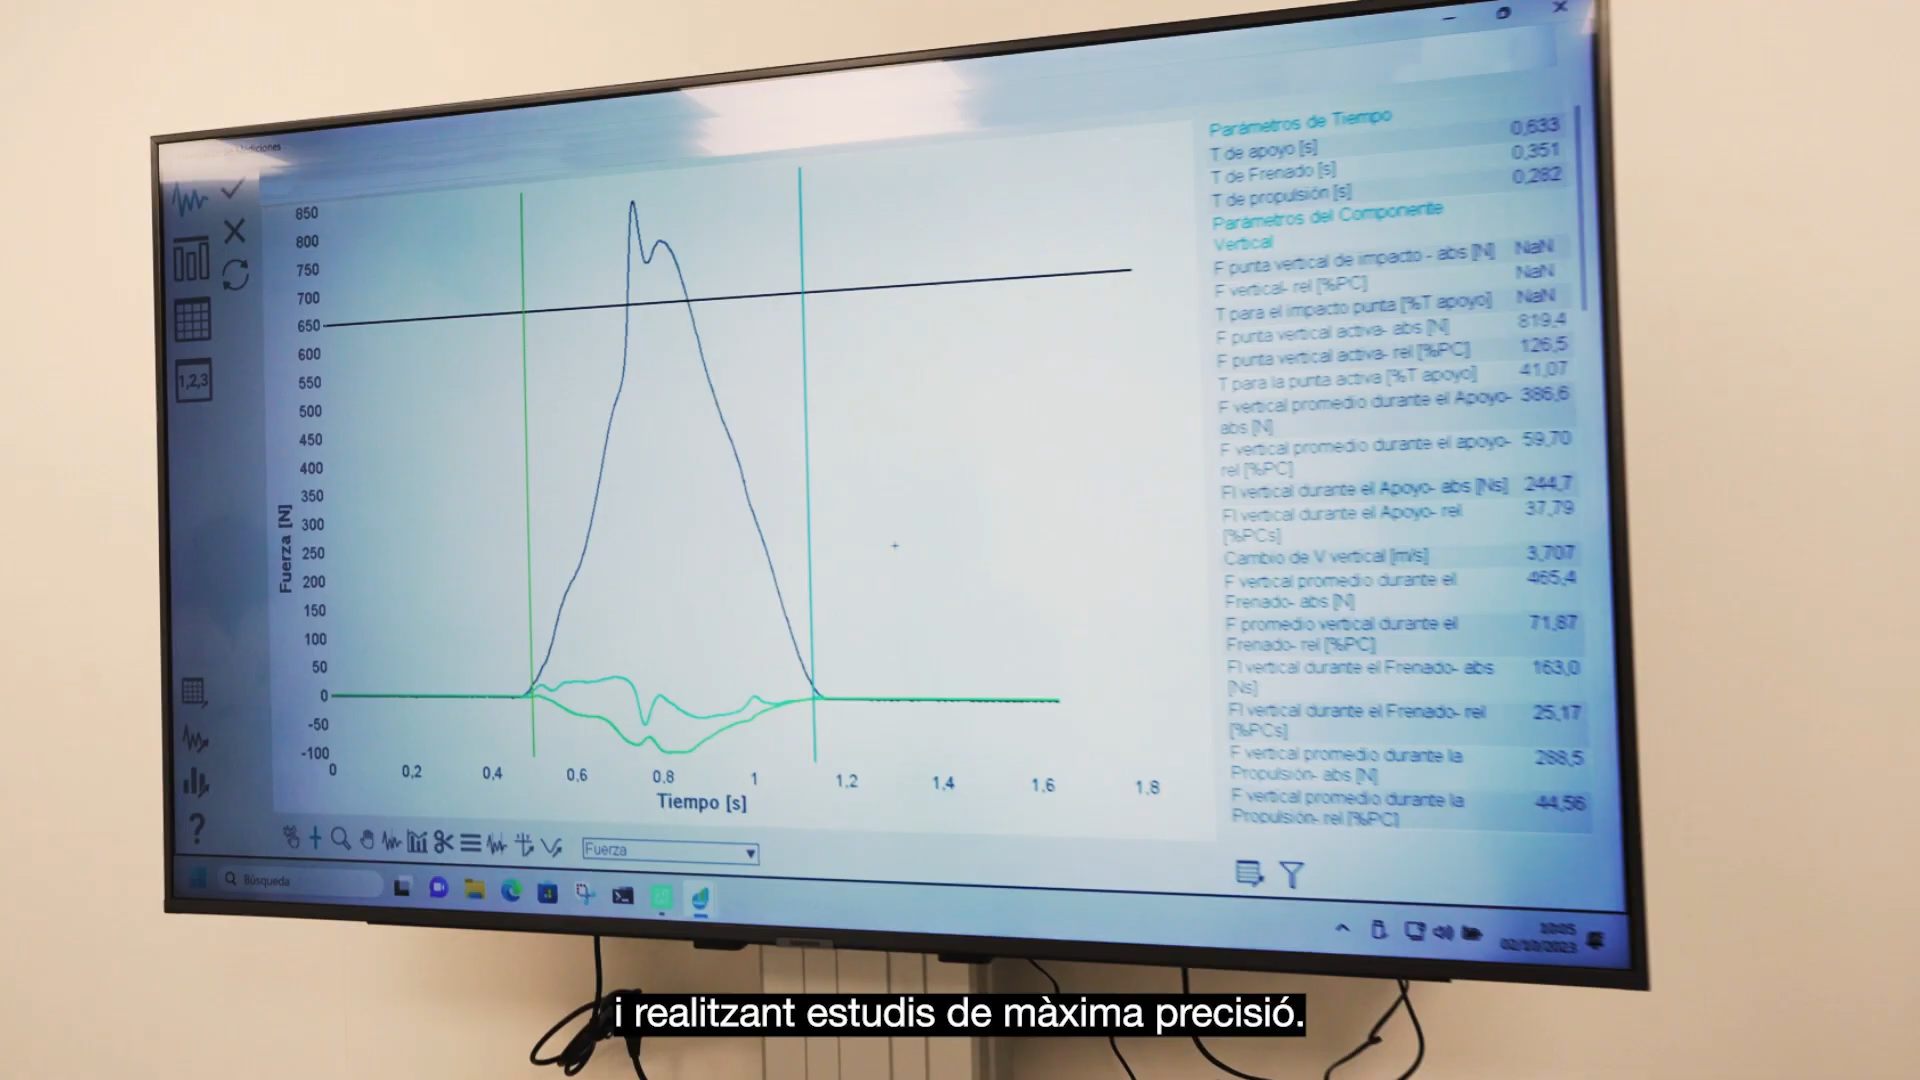 Parámetros de Tiempo
T de apoyo [s] 0,633
T de Frenado [s] 0,351
T de propulsión [s] 0,282
Parámetros del Componente
Vertical
F punta vertical de impacto - abs [N] NaN
F vertical- rel [%PC] NaN
T para el impacto punta [%T apoyo] NaN
F punta vertical activa- abs [N] 819,4
F punta vertical activa- rel [%PC] 126,5
T para la punta activa [%T apoyo] 41,07
F vertical promedio durante el Apoyo- 386,6
abs [N]
F vertical promedio durante el apoyo- 59,70
rel [%PC]
FI vertical durante el Apoyo- abs [Ns] 244,7
FI vertical durante el Apoyo- rel 37,79
[%PCs]
Cambio de V vertical [m/s] 3,707
F vertical promedio durante el 465,4
Frenado- abs [N]
F promedio vertical durante el 71,87
Frenado- rel [%PC]
FI vertical durante el Frenado- abs 163,0
[Ns]
FI vertical durante el Frenado- rel 25,17
[%PCs]
F vertical promedio durante la 288,5
Propulsión- abs [N]
F vertical promedio durante la 44,56
Propulsión- rel [%PC]
850
800
750
700
650
600
550
500
450
400
350
300
250
200
150
100
50
0
-50
-100
Fuerza [N]
0 0,2 0,4 0,6 0,8 1 1,2 1,4 1,6 1,8
Tiempo [s]
1,2,3
?
Fuerza
Búsqueda
10:05
02/10/2023
i realitzant estudis de màxima precisió.